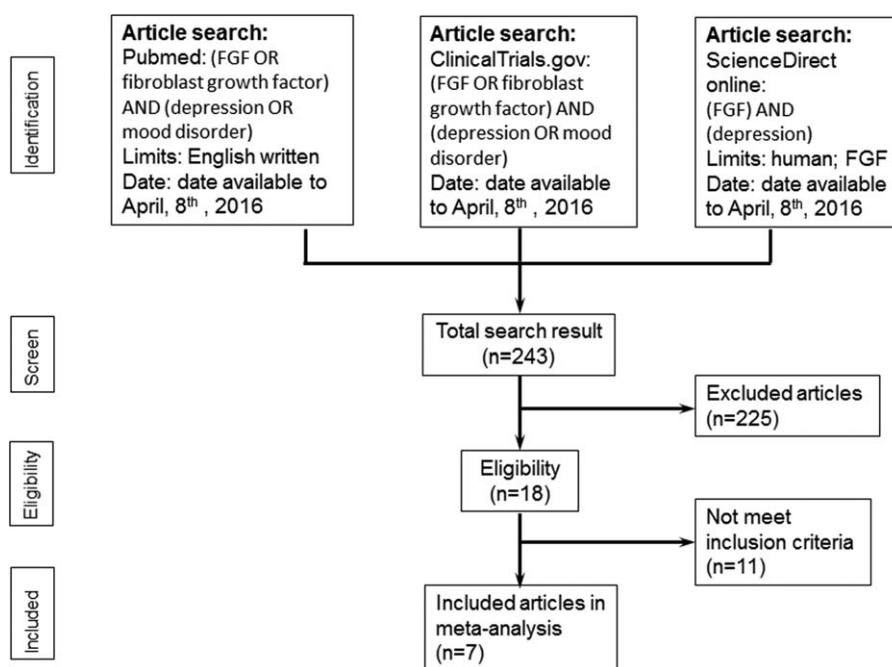 Identification
Article search:
Pubmed: (FGF OR
fibroblast growth factor)
AND (depression OR
mood disorder)
Limits: English written
Date: date available to
April, 8th , 2016
Article search:
ClinicalTrials.gov:
(FGF OR fibroblast
growth factor) AND
(depression OR mood
disorder)
Date: date available
to April, 8th , 2016
Article search:
ScienceDirect
online:
(FGF) AND
(depression)
Limits: human; FGF
Date: date available
to April, 8th, 2016
Screen
Total search result
(n=243)
Excluded articles
(n=225)
Eligibility
Eligibility
(n=18)
Not meet
inclusion criteria
(n=11)
Included
Included articles in
meta-analysis
(n=7)